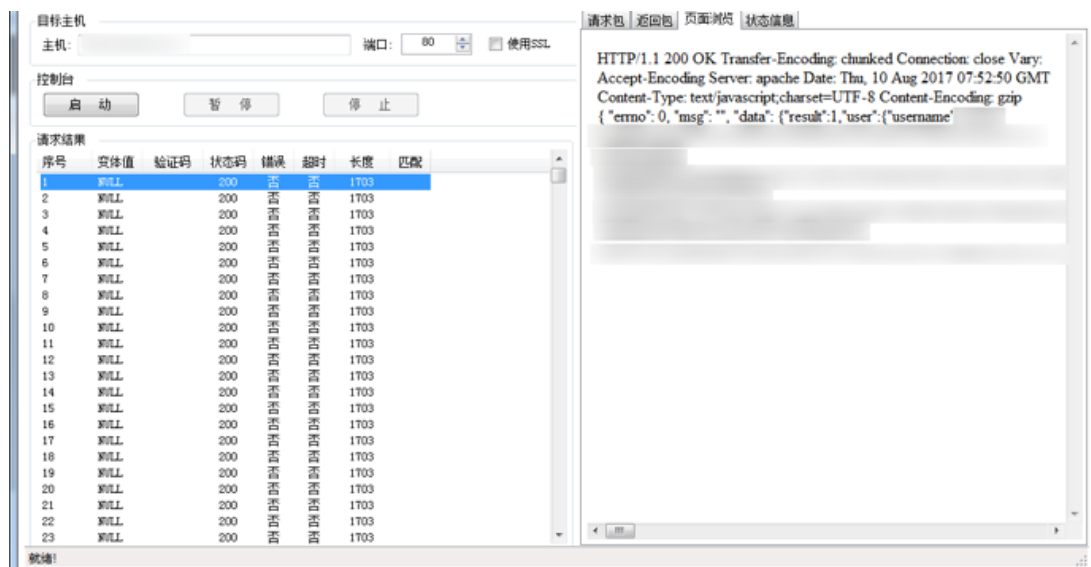 目标主机
主机:
端口: 80 使用SSL
控制台
启 动 暂 停 停 止
请求结果
序号 变体值 验证码 状态码 错误 超时 长度 匹配
1 NULL 200 否 否 1703
2 NULL 200 否 否 1703
3 NULL 200 否 否 1703
4 NULL 200 否 否 1703
5 NULL 200 否 否 1703
6 NULL 200 否 否 1703
7 NULL 200 否 否 1703
8 NULL 200 否 否 1703
9 NULL 200 否 否 1703
10 NULL 200 否 否 1703
11 NULL 200 否 否 1703
12 NULL 200 否 否 1703
13 NULL 200 否 否 1703
14 NULL 200 否 否 1703
15 NULL 200 否 否 1703
16 NULL 200 否 否 1703
17 NULL 200 否 否 1703
18 NULL 200 否 否 1703
19 NULL 200 否 否 1703
20 NULL 200 否 否 1703
21 NULL 200 否 否 1703
22 NULL 200 否 否 1703
23 NULL 200 否 否 1703
就绪!
请求包 返回包 页面浏览 状态信息
HTTP/1.1 200 OK Transfer-Encoding: chunked Connection: close Vary:
Accept-Encoding Server: apache Date: Thu, 10 Aug 2017 07:52:50 GMT
Content-Type: text/javascript;charset=UTF-8 Content-Encoding: gzip
{ "errno": 0, "msg": "", "data": {"result":1,"user":{"username"